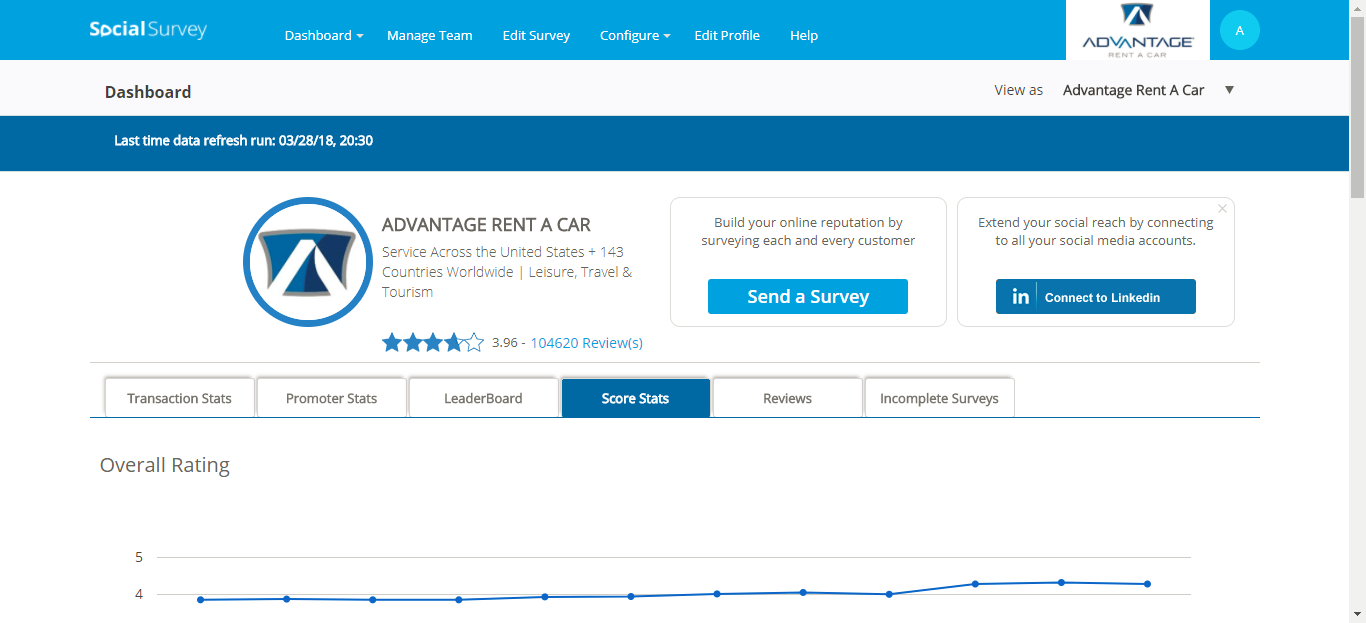 SocialSurvey
Dashboard
Manage Team
Edit Survey
Configure
Edit Profile
Help
ADVANTAGE
RENT A CAR
A
Dashboard
View as
Advantage Rent A Car
Last time data refresh run: 03/28/18, 20:30
ADVANTAGE RENT A CAR
Service Across the United States + 143
Countries Worldwide | Leisure, Travel &
Tourism
3.96 - 104620 Review(s)
Build your online reputation by
surveying each and every customer
Send a Survey
Extend your social reach by connecting
to all your social media accounts.
in Connect to Linkedin
Transaction Stats
Promoter Stats
LeaderBoard
Score Stats
Reviews
Incomplete Surveys
Overall Rating
5
4